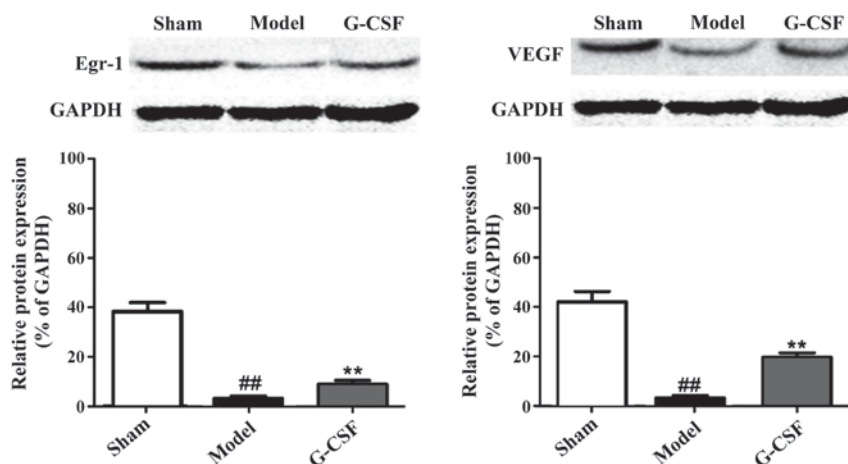 Sham Model G-CSF
Egr-1
GAPDH
Relative protein expression
(% of GAPDH)
100
80
60
40
20
0
##
**
Sham
Model
G-CSF
Sham Model G-CSF
VEGF
GAPDH
Relative protein expression
(% of GAPDH)
100
80
60
40
20
0
##
**
Sham
Model
G-CSF